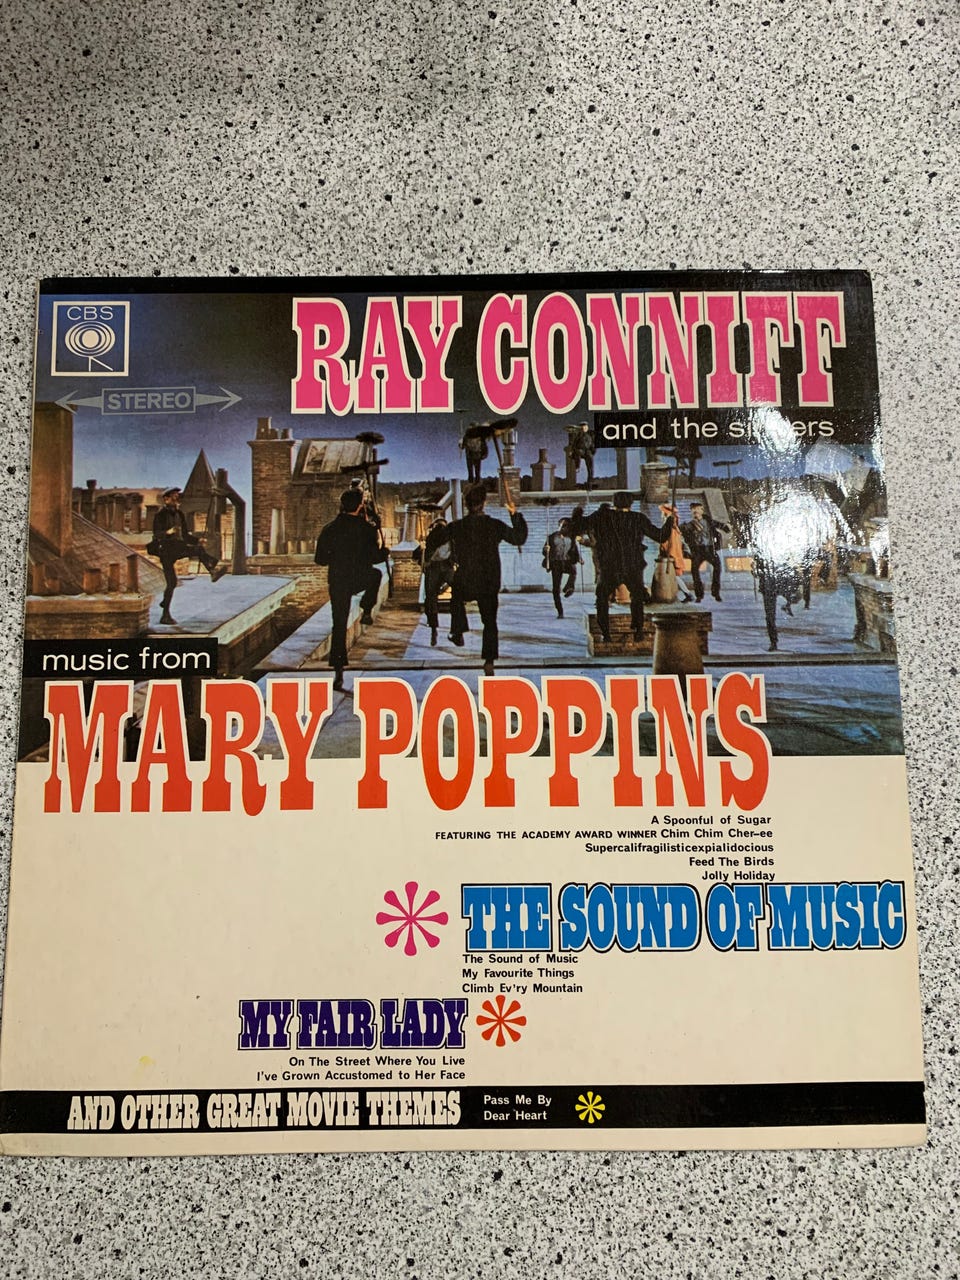 CBS
STEREO
RAY CONNIFF
and the singers
music from
MARY POPPINS
A Spoonful of Sugar
FEATURING THE ACADEMY AWARD WINNER Chim Chim Cher-ee
Supercalifragilisticexpialidocious
Feed The Birds
Jolly Holiday
THE SOUND OF MUSIC
The Sound of Music
My Favourite Things
Climb Ev'ry Mountain
MY FAIR LADY
On The Street Where You Live
I've Grown Accustomed to Her Face
AND OTHER GREAT MOVIE THEMES
Pass Me By
Dear Heart